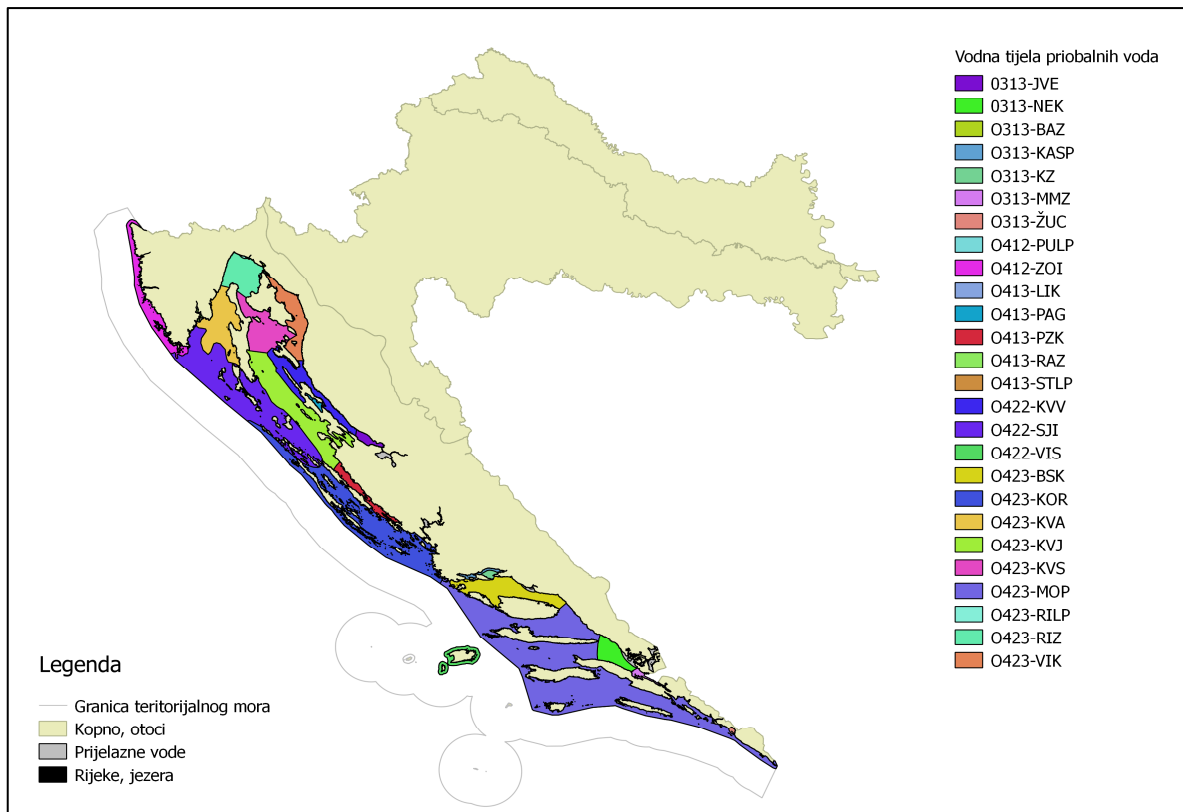 Vodna tijela priobalnih voda
0313-JVE
0313-NEK
O313-BAZ
O313-KASP
O313-KZ
O313-MMZ
O313-ŽUC
O412-PULP
O412-ZOI
O413-LIK
O413-PAG
O413-PZK
O413-RAZ
O413-STLP
O422-KVV
O422-SJI
O422-VIS
O423-BSK
O423-KOR
O423-KVA
O423-KVJ
O423-KVS
O423-MOP
O423-RILP
O423-RIZ
O423-VIK
Legenda
Granica teritorijalnog mora
Kopno, otoci
Prijelazne vode
Rijeke, jezera